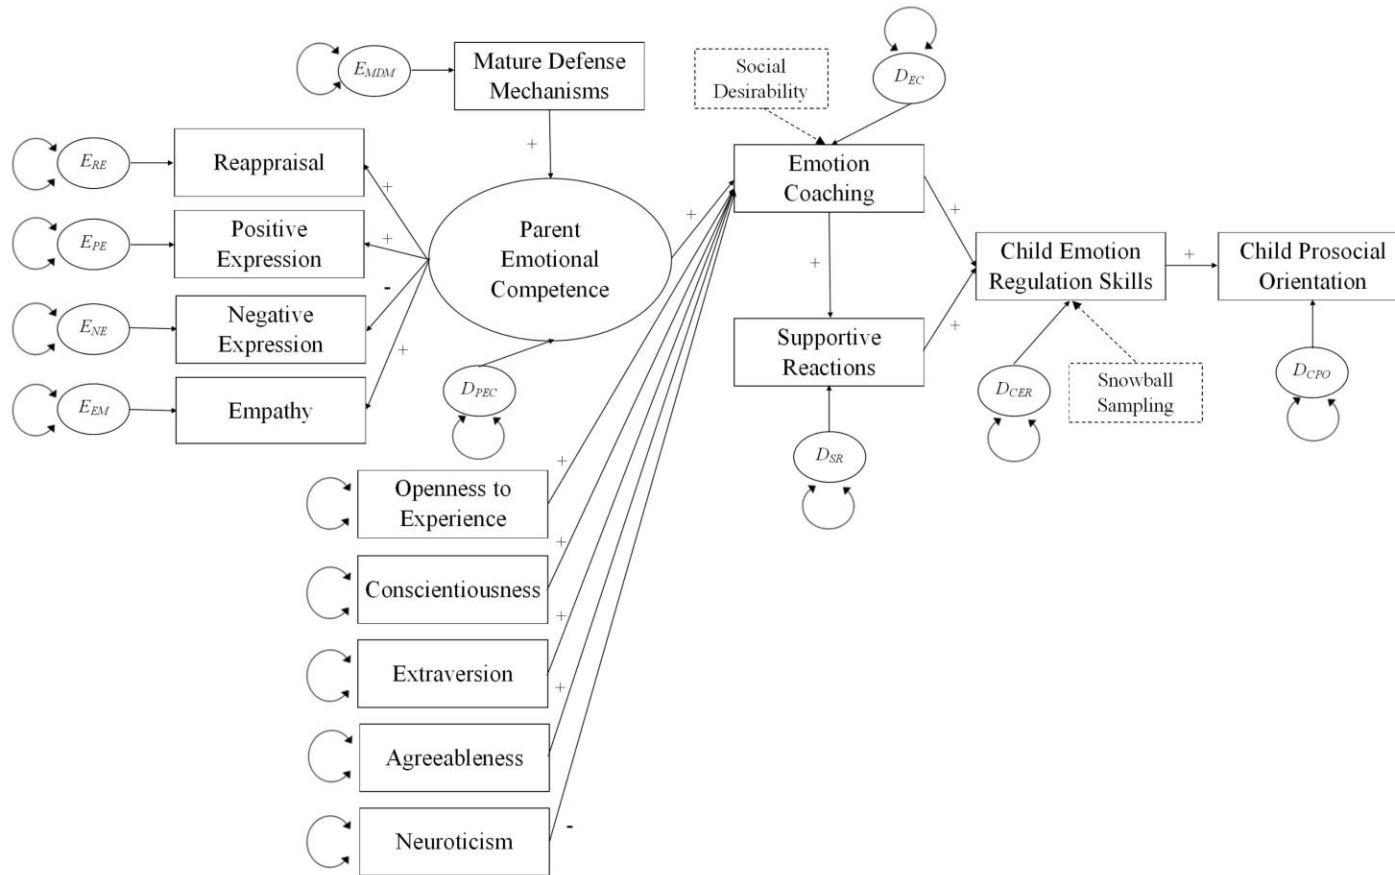 E_MDM
Mature Defense
Mechanisms
Social
Desirability
D_EC
+
E_RE
Reappraisal
+
Emotion
Coaching
E_PE
Positive
Expression
+
Parent
Emotional
Competence
+
+
-
E_NE
Negative
Expression
+
+
Child Emotion
Regulation Skills
+
Child Prosocial
Orientation
E_EM
Empathy
+
Supportive
Reactions
D_PEC
D_CER
Snowball
Sampling
D_CPO
D_SR
+
Openness to
Experience
+
Conscientiousness
+
Extraversion
+
Agreeableness
Neuroticism
-